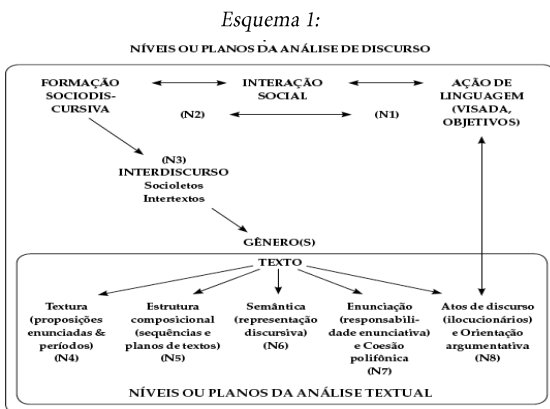 Esquema 1:
NÍVEIS OU PLANOS DA ANÁLISE DE DISCURSO
FORMAÇÃO
SOCIODIS-
CURSIVA
INTERAÇÃO
SOCIAL
AÇÃO DE
LINGUAGEM
(VISADA,
OBJETIVOS)
(N2)
(N1)
(N3)
INTERDISCURSO
Socioletos
Intertextos
GÊNERO(S)
TEXTO
Textura
(proposições
enunciadas &
períodos)
(N4)
Estrutura
composicional
(sequências e
planos de textos)
(N5)
Semântica
(representação
discursiva)
(N6)
Enunciação
(responsabili-
dade enunciativa)
e Coesão
polifônica
(N7)
Atos de discurso
(ilocucionários)
e Orientação
argumentativa
(N8)
NÍVEIS OU PLANOS DA ANÁLISE TEXTUAL